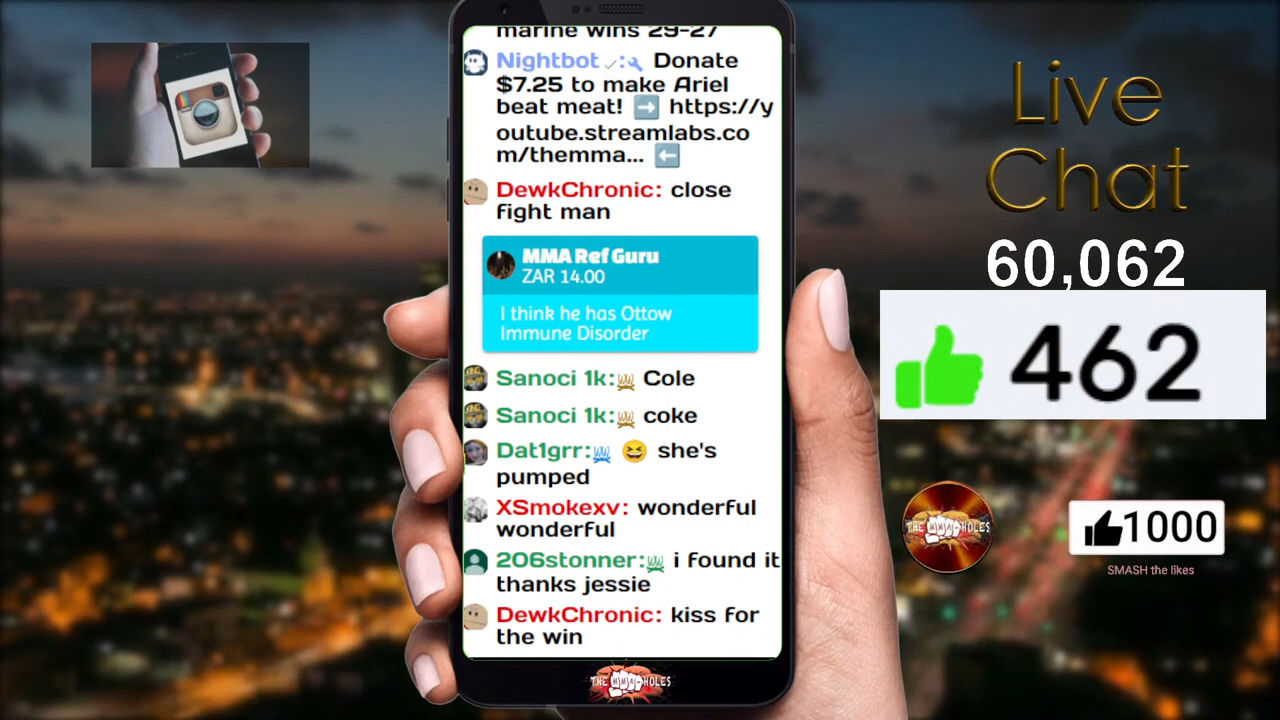 marine wins 29-27
Nightbot ✓:🔧 Donate
$7.25 to make Ariel
beat meat! ➡️ https://y
outube.streamlabs.co
m/themma... ⬅️
DewkChronic: close
fight man
MMA Ref Guru
ZAR 14.00
I think he has Ottow
Immune Disorder
Sanoci 1k: Cole
Sanoci 1k: coke
Dat1grr: 😆 she's
pumped
XSmokexv: wonderful
wonderful
206stonner: i found it
thanks jessie
DewkChronic: kiss for
the win
THE MMA-HOLES
Live
Chat
60,062
462
THE MMA-HOLES
1000
SMASH the likes